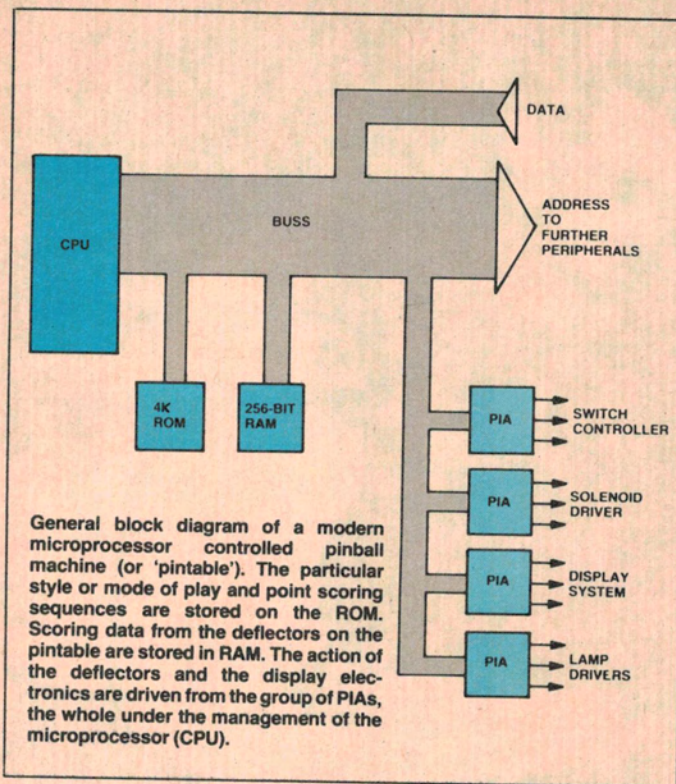 DATA
CPU
BUSS
ADDRESS
TO
FURTHER
PERIPHERALS
4K
ROM
256-BIT
RAM
PIA
SWITCH
CONTROLLER
PIA
SOLENOID
DRIVER
PIA
DISPLAY
SYSTEM
PIA
LAMP
DRIVERS
General block diagram of a modern
microprocessor controlled pinball
machine (or 'pintable'). The particular
style or mode of play and point scoring
sequences are stored on the ROM.
Scoring data from the deflectors on the
pintable are stored in RAM. The action of
the deflectors and the display elec-
tronics are driven from the group of PIAs,
the whole under the management of the
microprocessor (CPU).